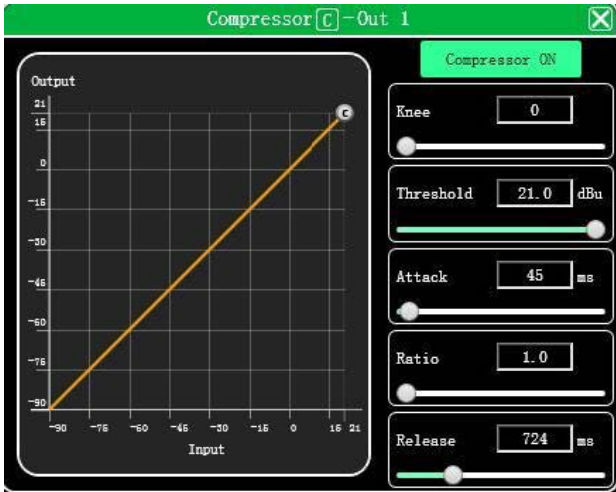 Compressor C-Out 1
Compressor ON
Output
21
15
0
-15
-30
-45
-60
-75
-90
C
-90 -75 -60 -45 -30 -15 0 15 21
Input
Knee 0
Threshold 21.0 dBu
Attack 45 ms
Ratio 1.0
Release 724 ms